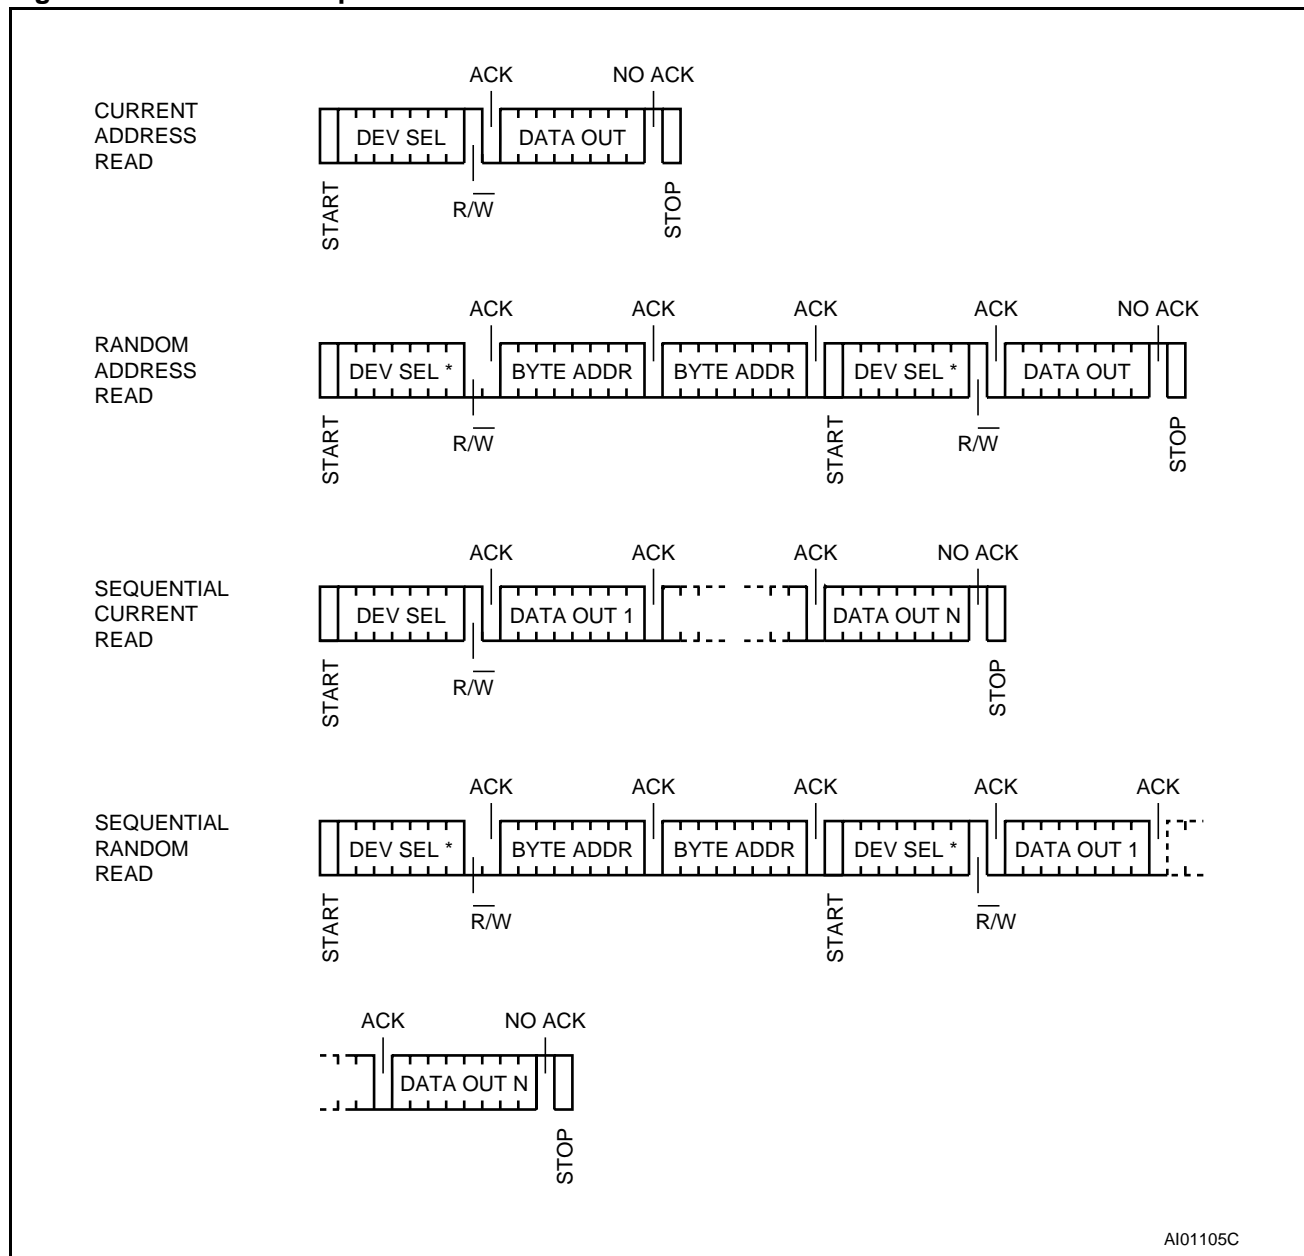 ACK NO ACK
CURRENT
ADDRESS
READ
DEV SEL DATA OUT
START R/W̅ STOP
ACK ACK ACK ACK NO ACK
RANDOM
ADDRESS
READ
DEV SEL * BYTE ADDR BYTE ADDR DEV SEL * DATA OUT
START R/W̅ START R/W̅ STOP
ACK ACK ACK NO ACK
SEQUENTIAL
CURRENT
READ
DEV SEL DATA OUT 1 DATA OUT N
START R/W̅ STOP
ACK ACK ACK ACK ACK
SEQUENTIAL
RANDOM
READ
DEV SEL * BYTE ADDR BYTE ADDR DEV SEL * DATA OUT 1
START R̅/W START R̅/W
ACK NO ACK
DATA OUT N
STOP
AI01105C